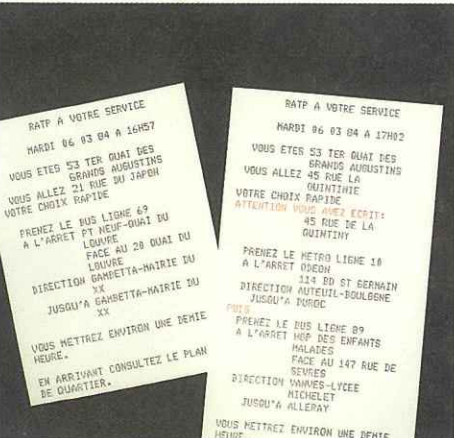 RATP A VOTRE SERVICE
MARDI 06 03 84 A 16H57
VOUS ETES 53 TER QUAI DES
GRANDS AUGUSTINS
VOUS ALLEZ 21 RUE DU JAPON
VOTRE CHOIX RAPIDE
PRENEZ LE BUS LIGNE 69
A L'ARRET PT NEUF-QUAI DU
LOUVRE
FACE AU 20 QUAI DU
LOUVRE
DIRECTION GAMBETTA-MAIRIE DU
XX
JUSQU'A GAMBETTA-MAIRIE DU
XX
VOUS METTREZ ENVIRON UNE DEMIE
HEURE.
EN ARRIVANT CONSULTEZ LE PLAN
DE QUARTIER.
RATP A VOTRE SERVICE
MARDI 06 03 84 A 17H02
VOUS ETES 53 TER QUAI DES
GRANDS AUGUSTINS
VOUS ALLEZ 45 RUE LA
QUINTINIE
VOTRE CHOIX RAPIDE
ATTENTION VOUS AVEZ ECRIT:
45 RUE DE LA
QUINTINY
PRENEZ LE METRO LIGNE 10
A L'ARRET ODEON
114 BD ST GERMAIN
DIRECTION AUTEUIL-BOULOGNE
JUSQU'A DUROC
PUIS
PRENEZ LE BUS LIGNE 89
A L'ARRET HOP DES ENFANTS
MALADES
FACE AU 147 RUE DE
SEVRES
DIRECTION VANVES-LYCEE
MICHELET
JUSQU'A ALLERAY
VOUS METTREZ ENVIRON UNE DEMIE
HEURE